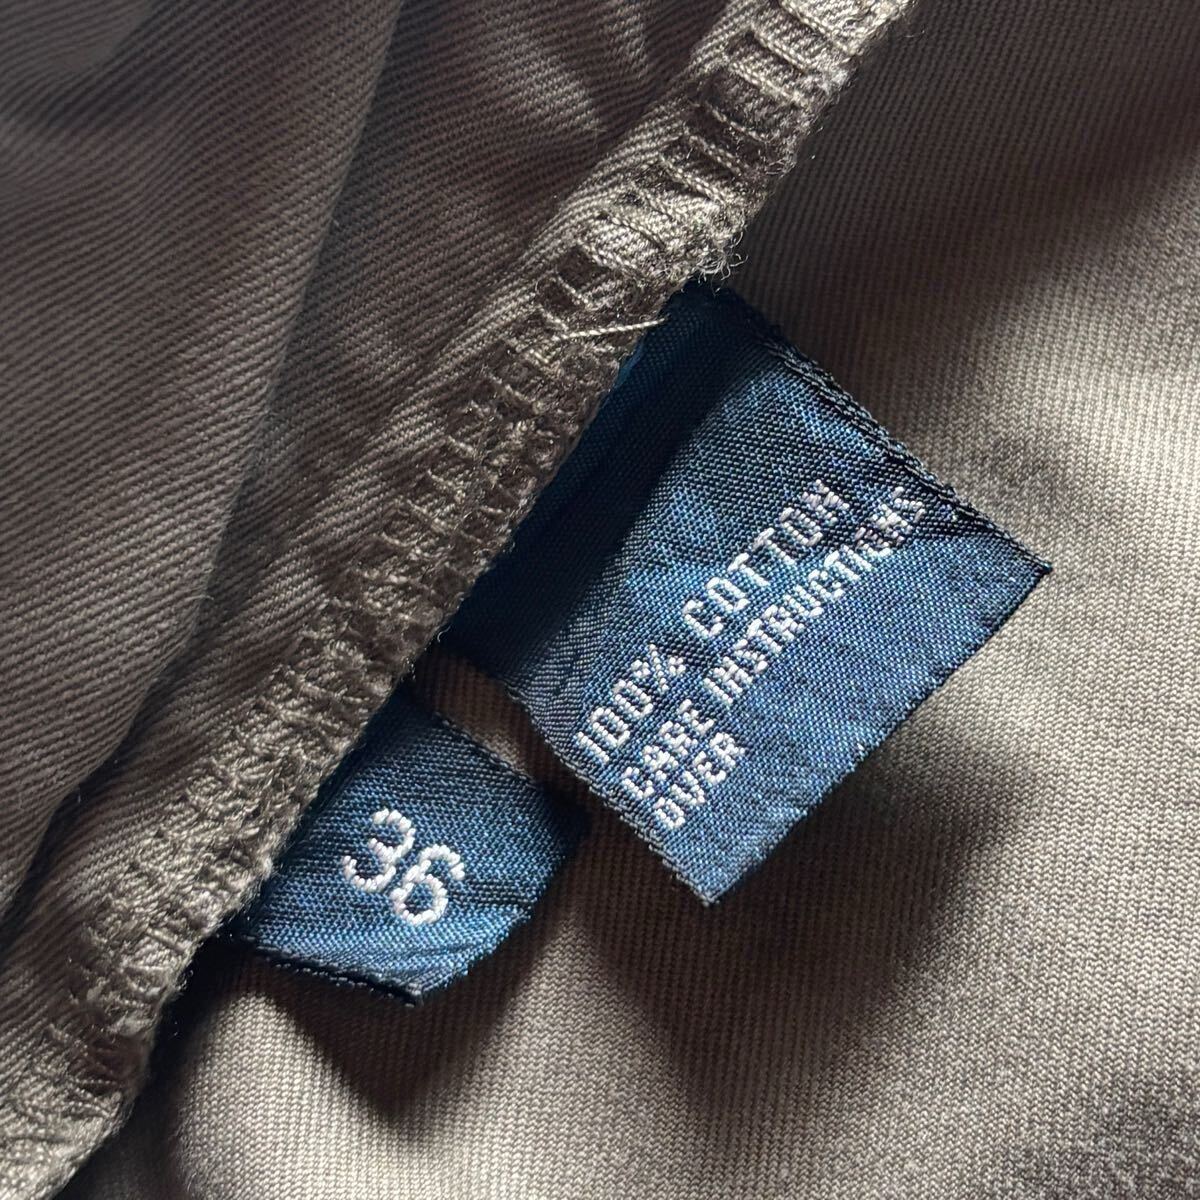 100% COTTON
CARE INSTRUCTIONS
OVER
36